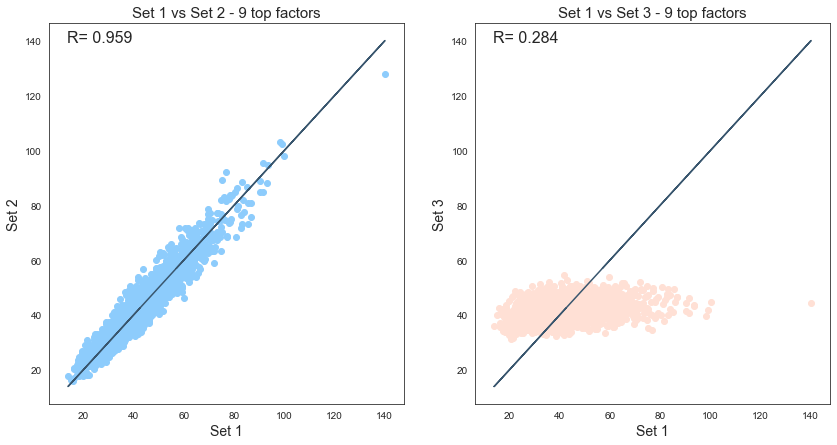 Set 1 vs Set 2 - 9 top factors
R= 0.959
140
120
100
80
60
40
20
Set 2
20 40 60 80 100 120 140
Set 1
Set 1 vs Set 3 - 9 top factors
R= 0.284
140
120
100
80
60
40
20
Set 3
20 40 60 80 100 120 140
Set 1